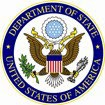 DEPARTMENT OF STATE
UNITED STATES OF AMERICA